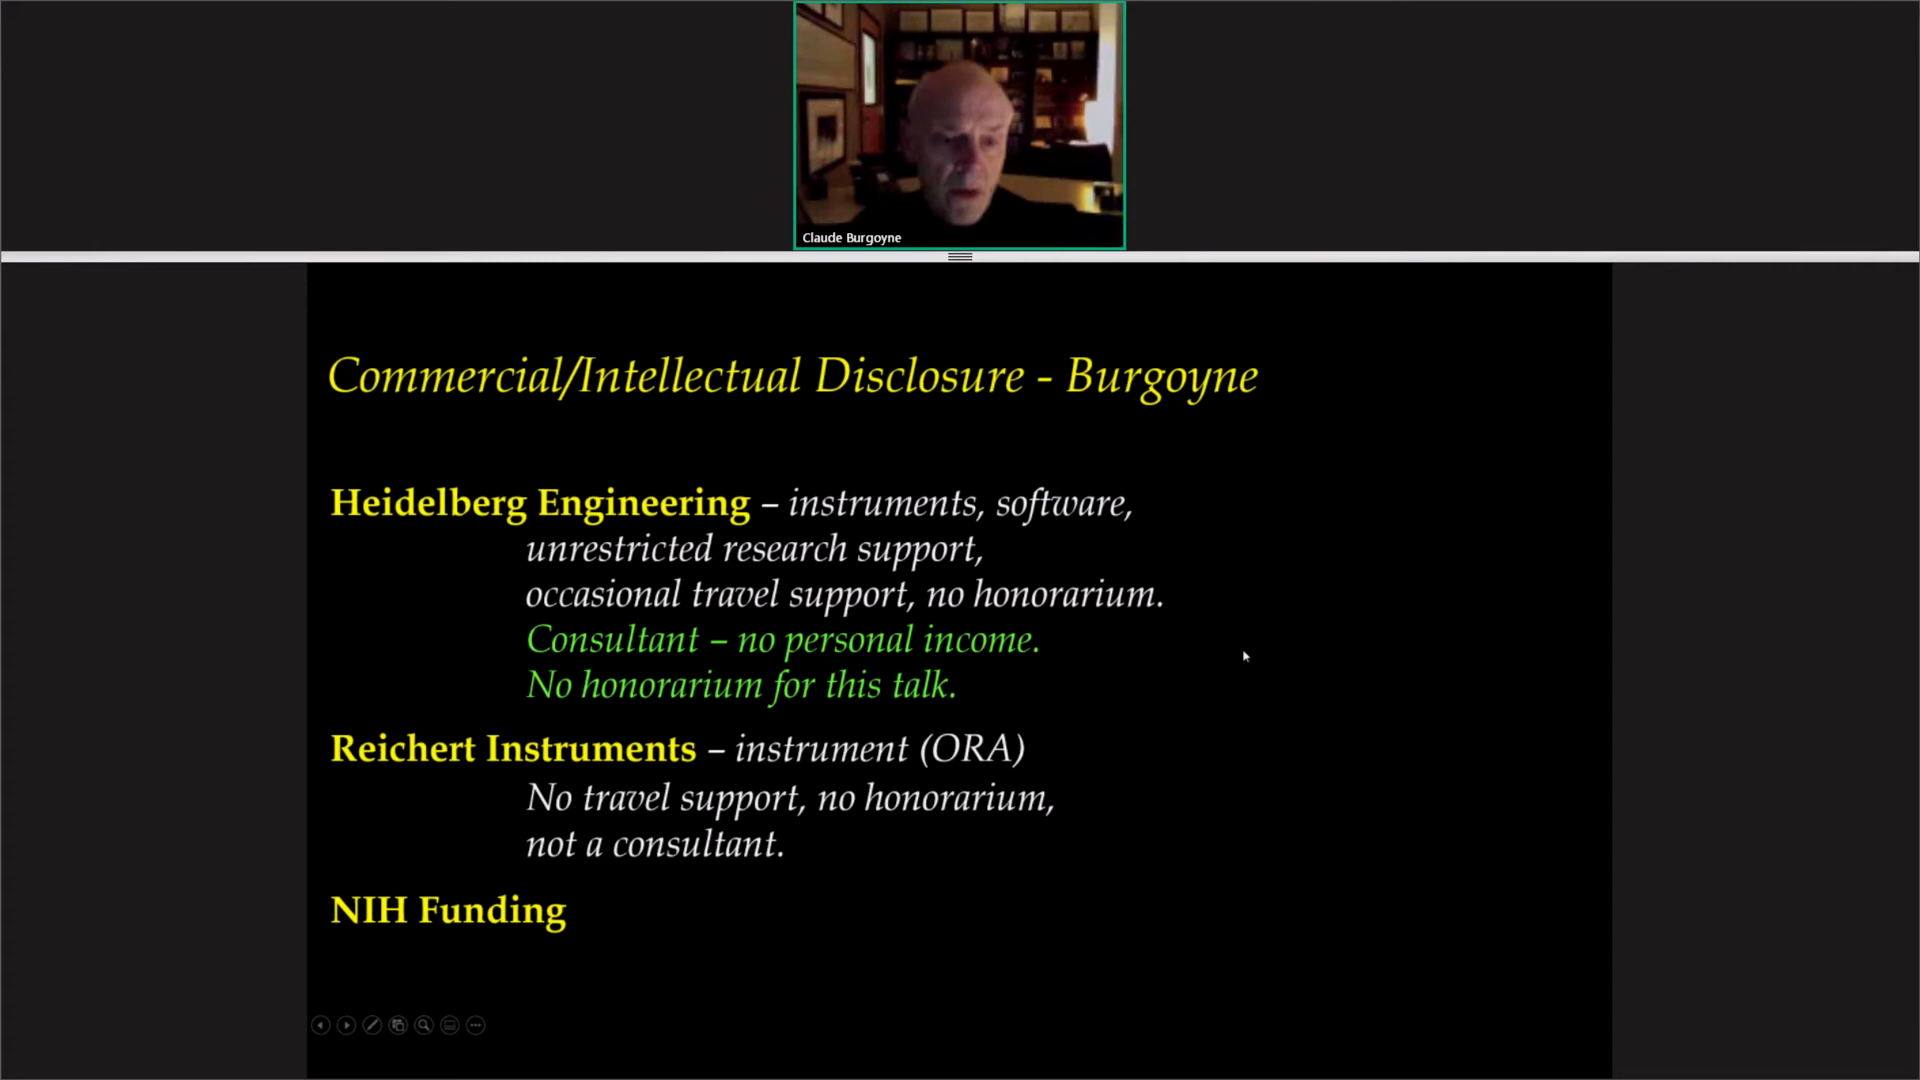 Claude Burgoyne
Commercial/Intellectual Disclosure - Burgoyne
Heidelberg Engineering – instruments, software,
unrestricted research support,
occasional travel support, no honorarium.
Consultant – no personal income.
No honorarium for this talk.
Reichert Instruments – instrument (ORA)
No travel support, no honorarium,
not a consultant.
NIH Funding